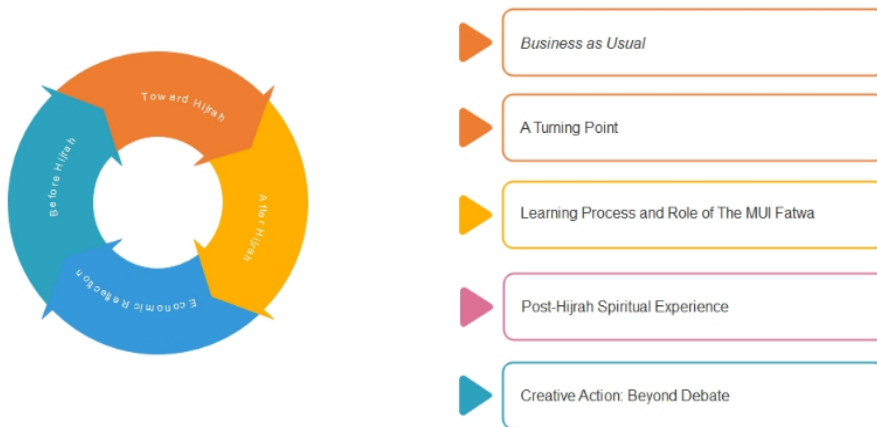 Toward Hijrah
Before Hijrah
After Hijrah
Economic Reflection
Business as Usual
A Turning Point
Learning Process and Role of The MUI Fatwa
Post-Hijrah Spiritual Experience
Creative Action: Beyond Debate